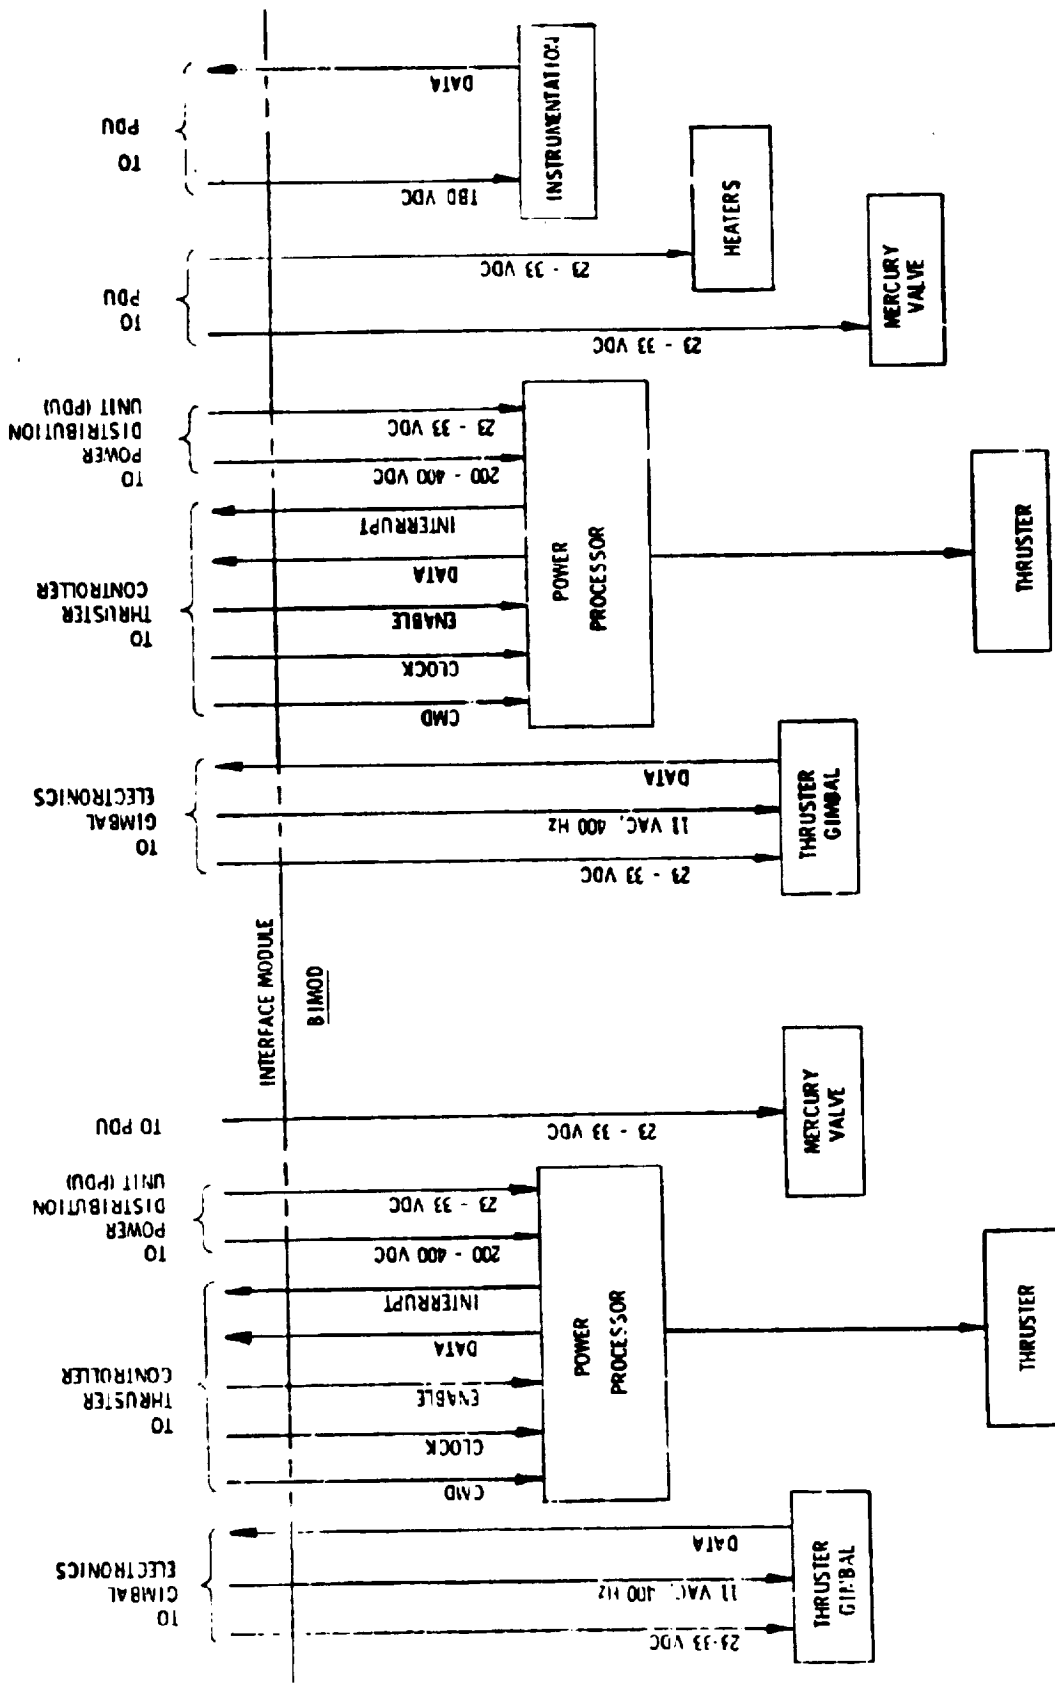 TO
GIMBAL
ELECTRONICS
23-33 VDC
11 VAC, 400 Hz
DATA
THRUSTER
GIMBAL
TO
THRUSTER
CONTROLLER
CMD
CLOCK
ENABLE
DATA
INTERRUPT
TO
POWER
DISTRIBUTION
UNIT (PDU)
200 - 400 VDC
23 - 33 VDC
POWER
PROCESSOR
THRUSTER
TO PDU
23 - 33 VDC
MERCURY
VALVE
INTERFACE MODULE
BIMOD
TO
GIMBAL
ELECTRONICS
23 - 33 VDC
11 VAC, 400 Hz
DATA
THRUSTER
GIMBAL
TO
THRUSTER
CONTROLLER
CMD
CLOCK
ENABLE
DATA
INTERRUPT
TO
POWER
DISTRIBUTION
UNIT (PDU)
200 - 400 VDC
23 - 33 VDC
POWER
PROCESSOR
THRUSTER
TO
PDU
23 - 33 VDC
23 - 33 VDC
MERCURY
VALVE
HEATERS
TO
PDU
TBD VDC
DATA
INSTRUMENTATION